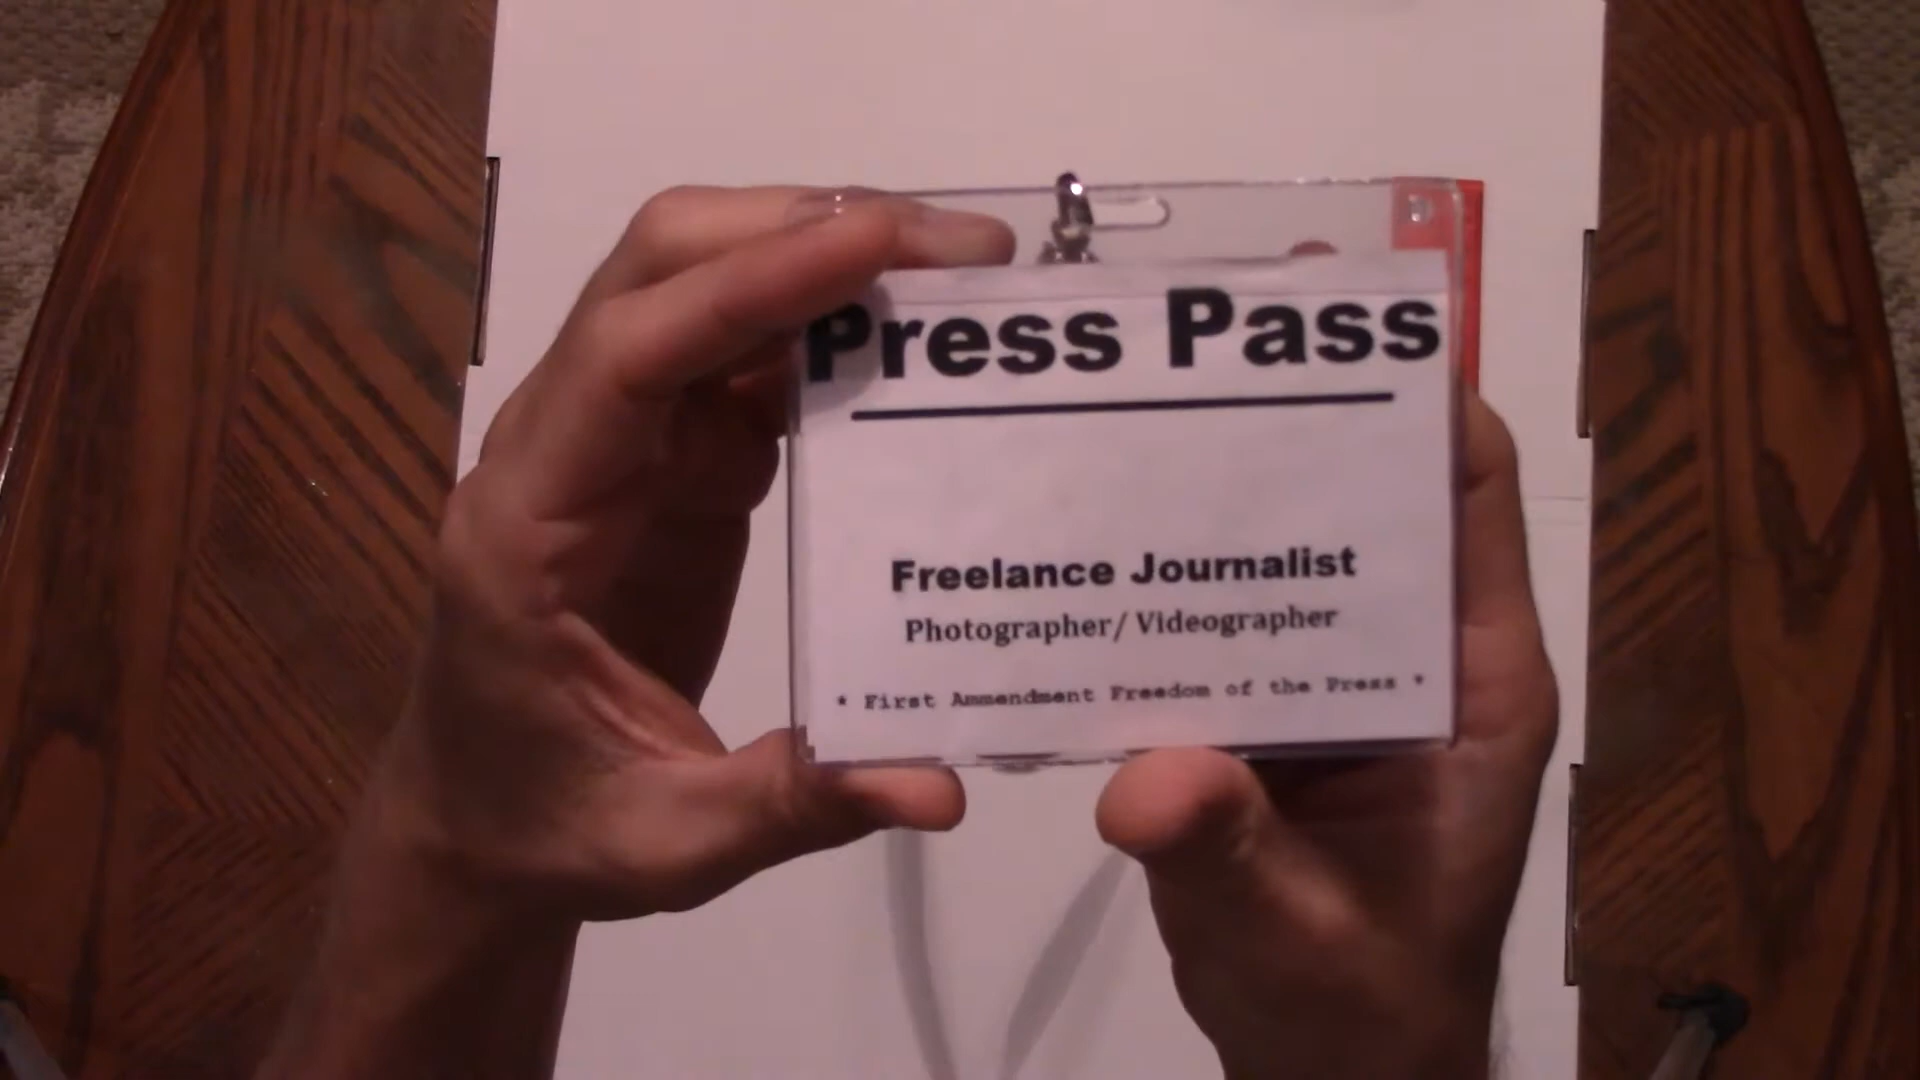 Press Pass
Freelance Journalist
Photographer/ Videographer
* First Ammendment Freedom of the Press *